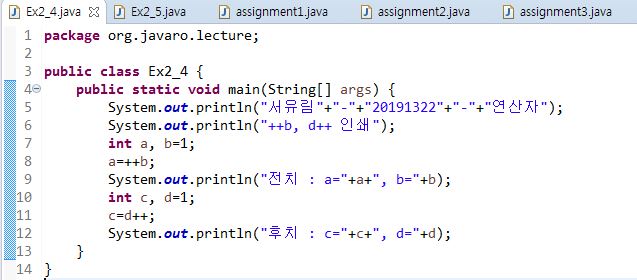 Ex2_4.java Ex2_5.java assignment1.java assignment2.java assignment3.java
1 package org.javaro.lecture;
2
3 public class Ex2_4 {
4 public static void main(String[] args) {
5 System.out.println("서유림"+"-"+"20191322"+"-"+"연산자");
6 System.out.println("++b, d++ 인쇄");
7 int a, b=1;
8 a=++b;
9 System.out.println("전치 : a="+a+", b="+b);
10 int c, d=1;
11 c=d++;
12 System.out.println("후치 : c="+c+", d="+d);
13 }
14 }